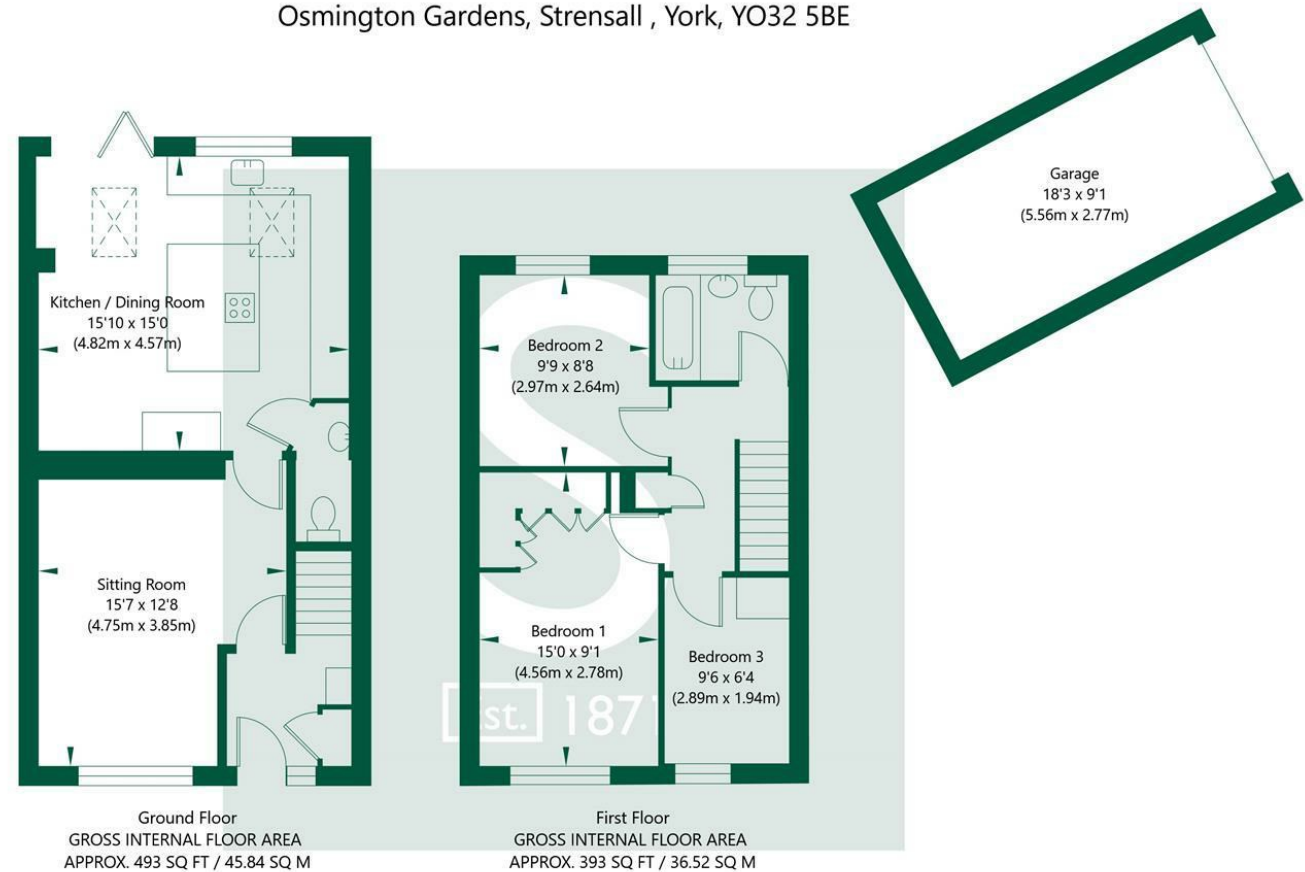 Osmington Gardens, Strensall , York, YO32 5BE
Garage
18'3 x 9'1
(5.56m x 2.77m)
Kitchen / Dining Room
15'10 x 15'0
(4.82m x 4.57m)
Bedroom 2
9'9 x 8'8
(2.97m x 2.64m)
Sitting Room
15'7 x 12'8
(4.75m x 3.85m)
Bedroom 1
15'0 x 9'1
(4.56m x 2.78m)
Bedroom 3
9'6 x 6'4
(2.89m x 1.94m)
Est. 1871
Ground Floor
GROSS INTERNAL FLOOR AREA
APPROX. 493 SQ FT / 45.84 SQ M
First Floor
GROSS INTERNAL FLOOR AREA
APPROX. 393 SQ FT / 36.52 SQ M